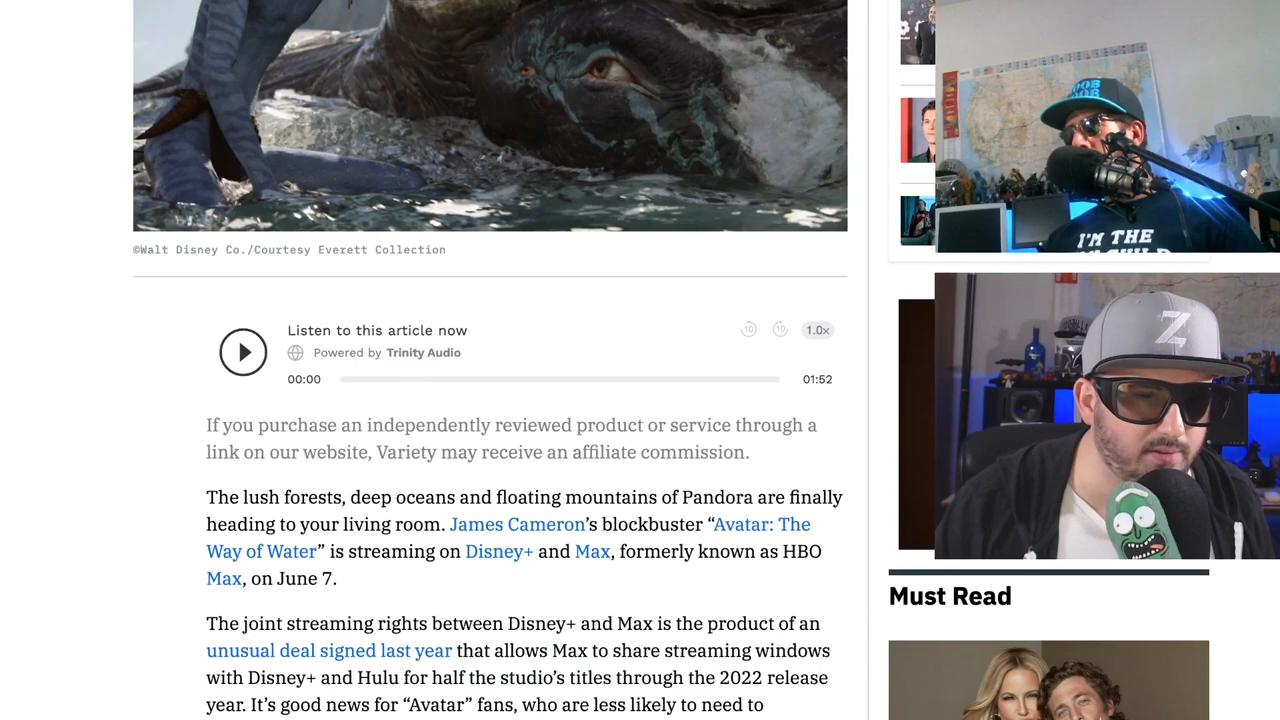 ©Walt Disney Co./Courtesy Everett Collection
Listen to this article now
10
10
1.0x
Powered by Trinity Audio
00:00
01:52
If you purchase an independently reviewed product or service through a
link on our website, Variety may receive an affiliate commission.
The lush forests, deep oceans and floating mountains of Pandora are finally
heading to your living room. James Cameron’s blockbuster “Avatar: The
Way of Water” is streaming on Disney+ and Max, formerly known as HBO
Max, on June 7.
The joint streaming rights between Disney+ and Max is the product of an
unusual deal signed last year that allows Max to share streaming windows
with Disney+ and Hulu for half the studio’s titles through the 2022 release
year. It’s good news for “Avatar” fans, who are less likely to need to
I'M THE
Z
Must Read